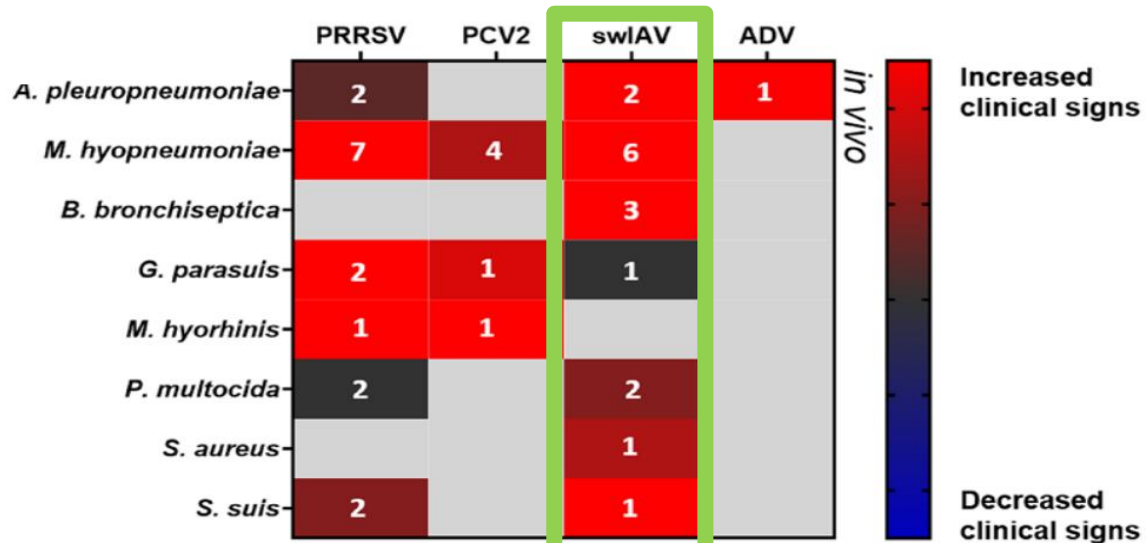 PRRSV PCV2 swIAV ADV
A. pleuropneumoniae 2 2 1
M. hyopneumoniae 7 4 6
B. bronchiseptica 3
G. parasuis 2 1 1
M. hyorhinis 1 1
P. multocida 2 2
S. aureus 1
S. suis 2 1
in vivo
Increased
clinical signs
Decreased
clinical signs